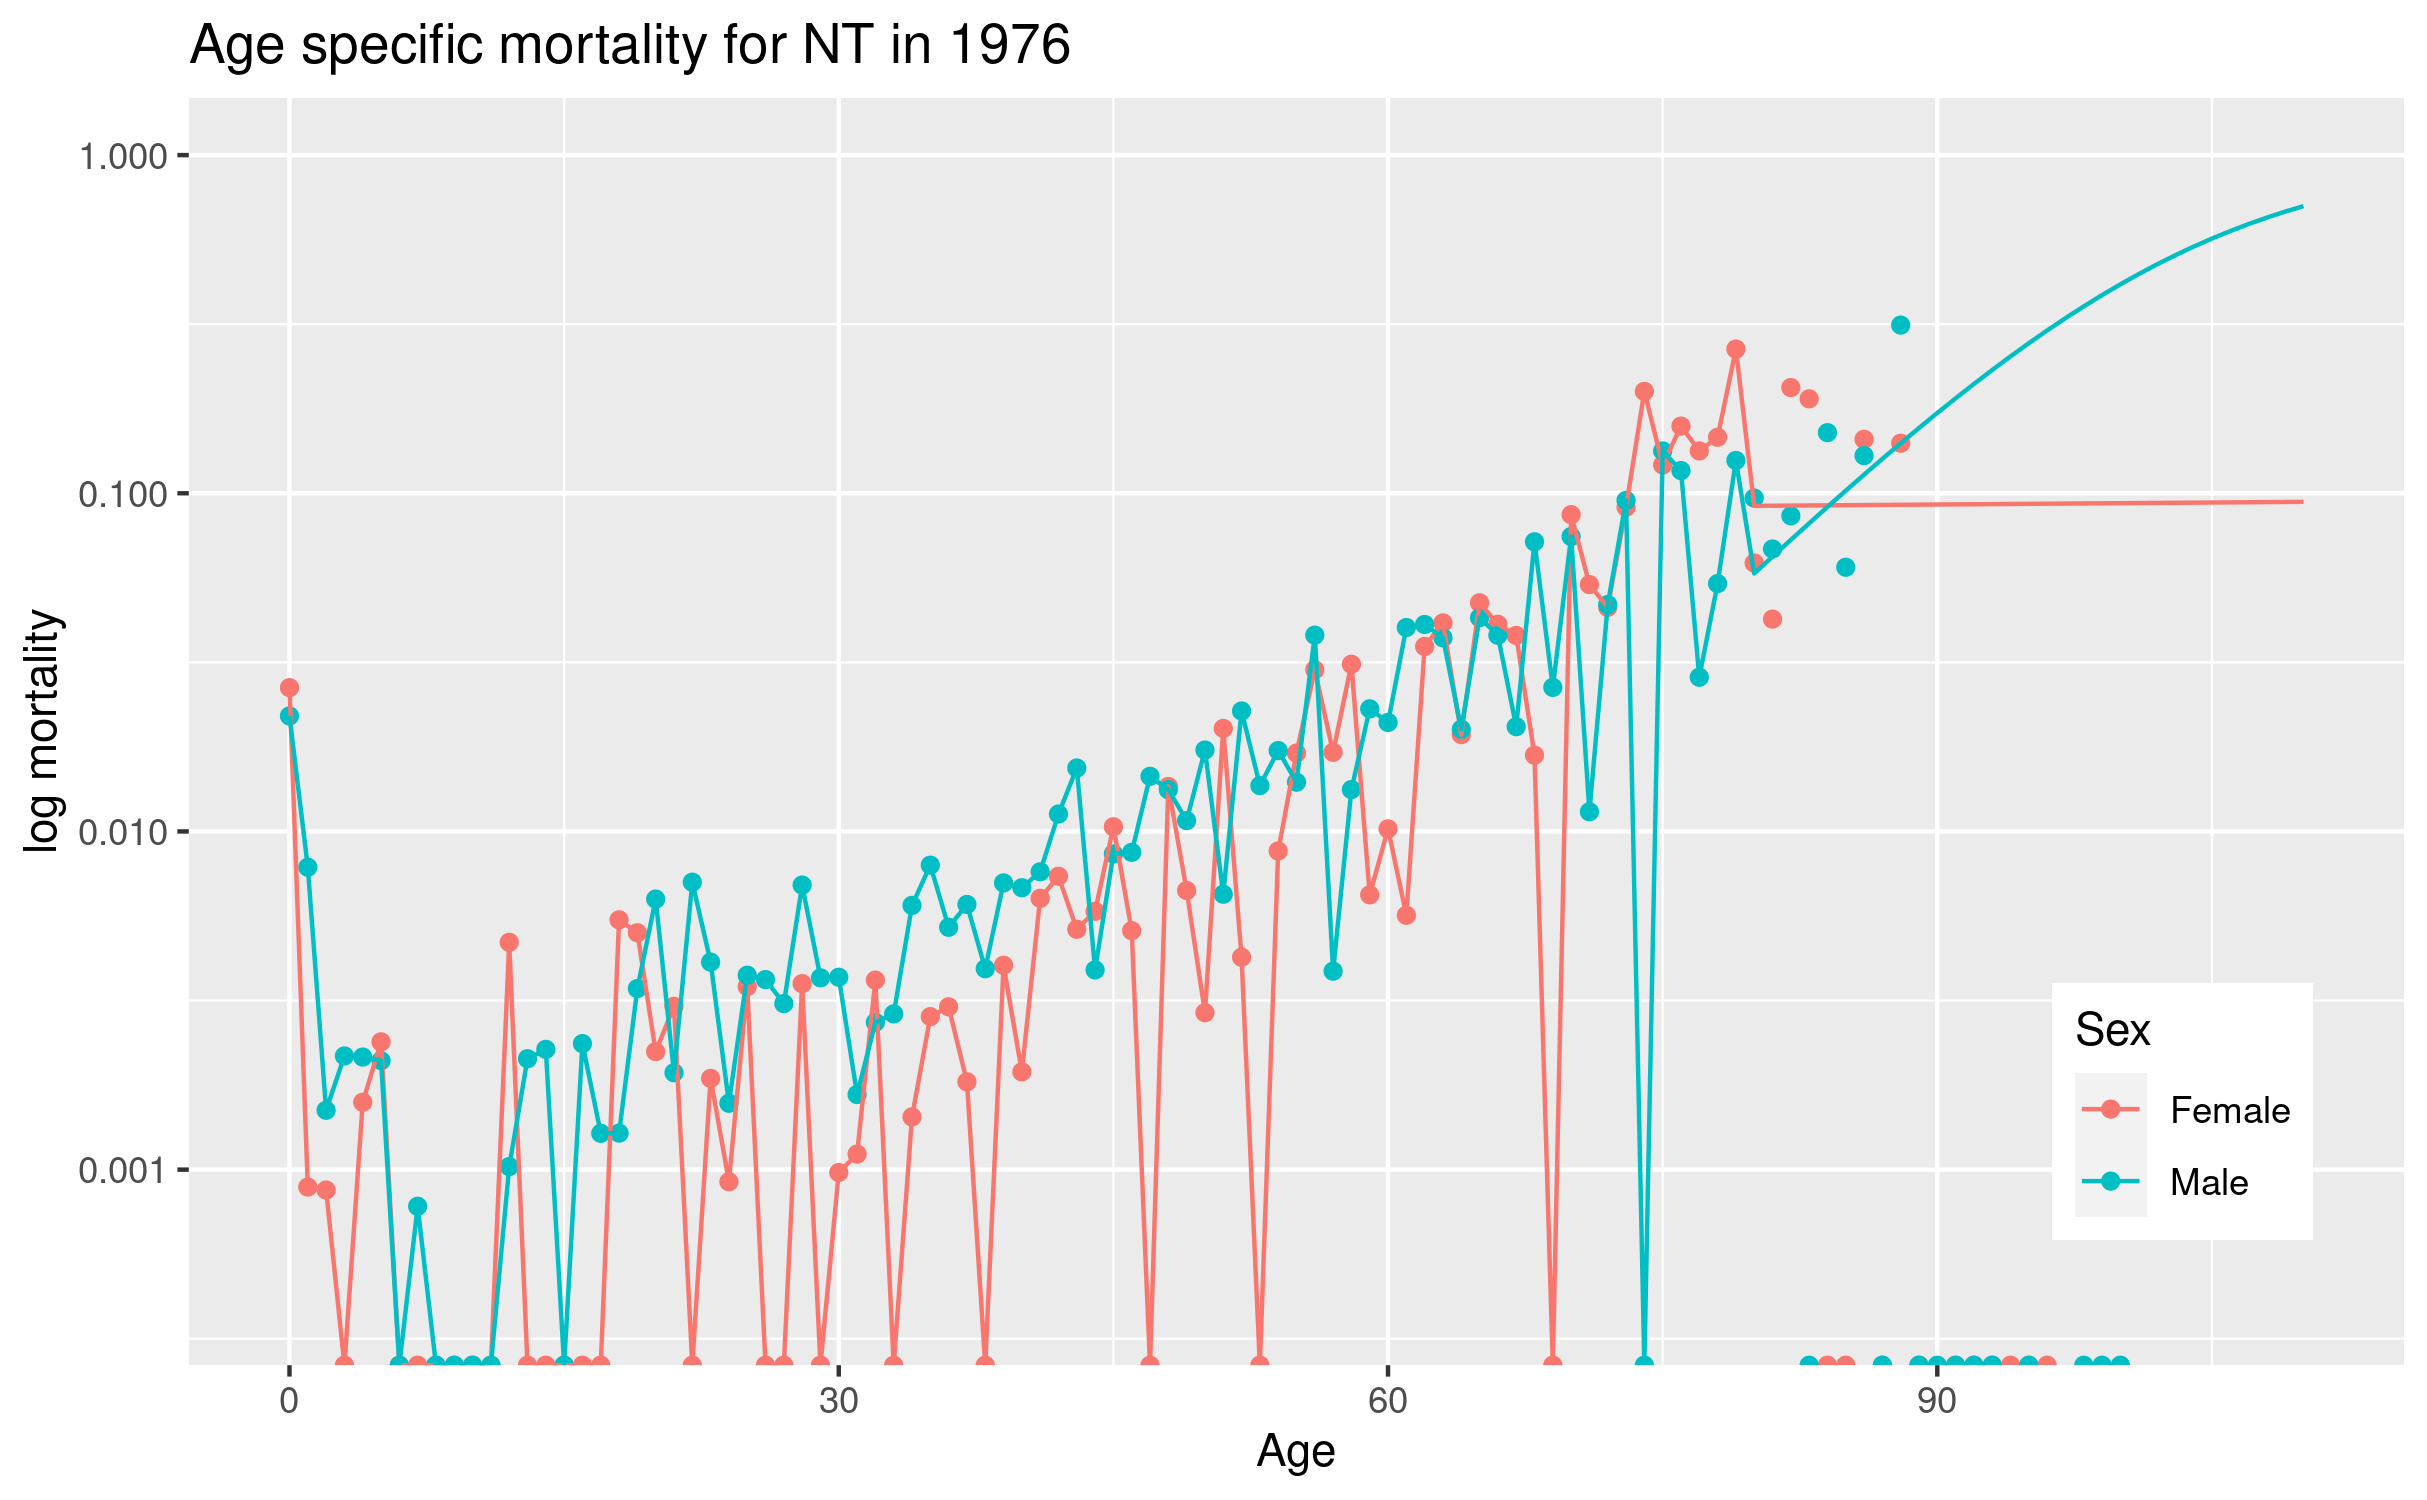 Age specific mortality for NT in 1976
1.000
0.100
0.010
0.001
log mortality
0 30 60 90
Age
Sex
Female
Male